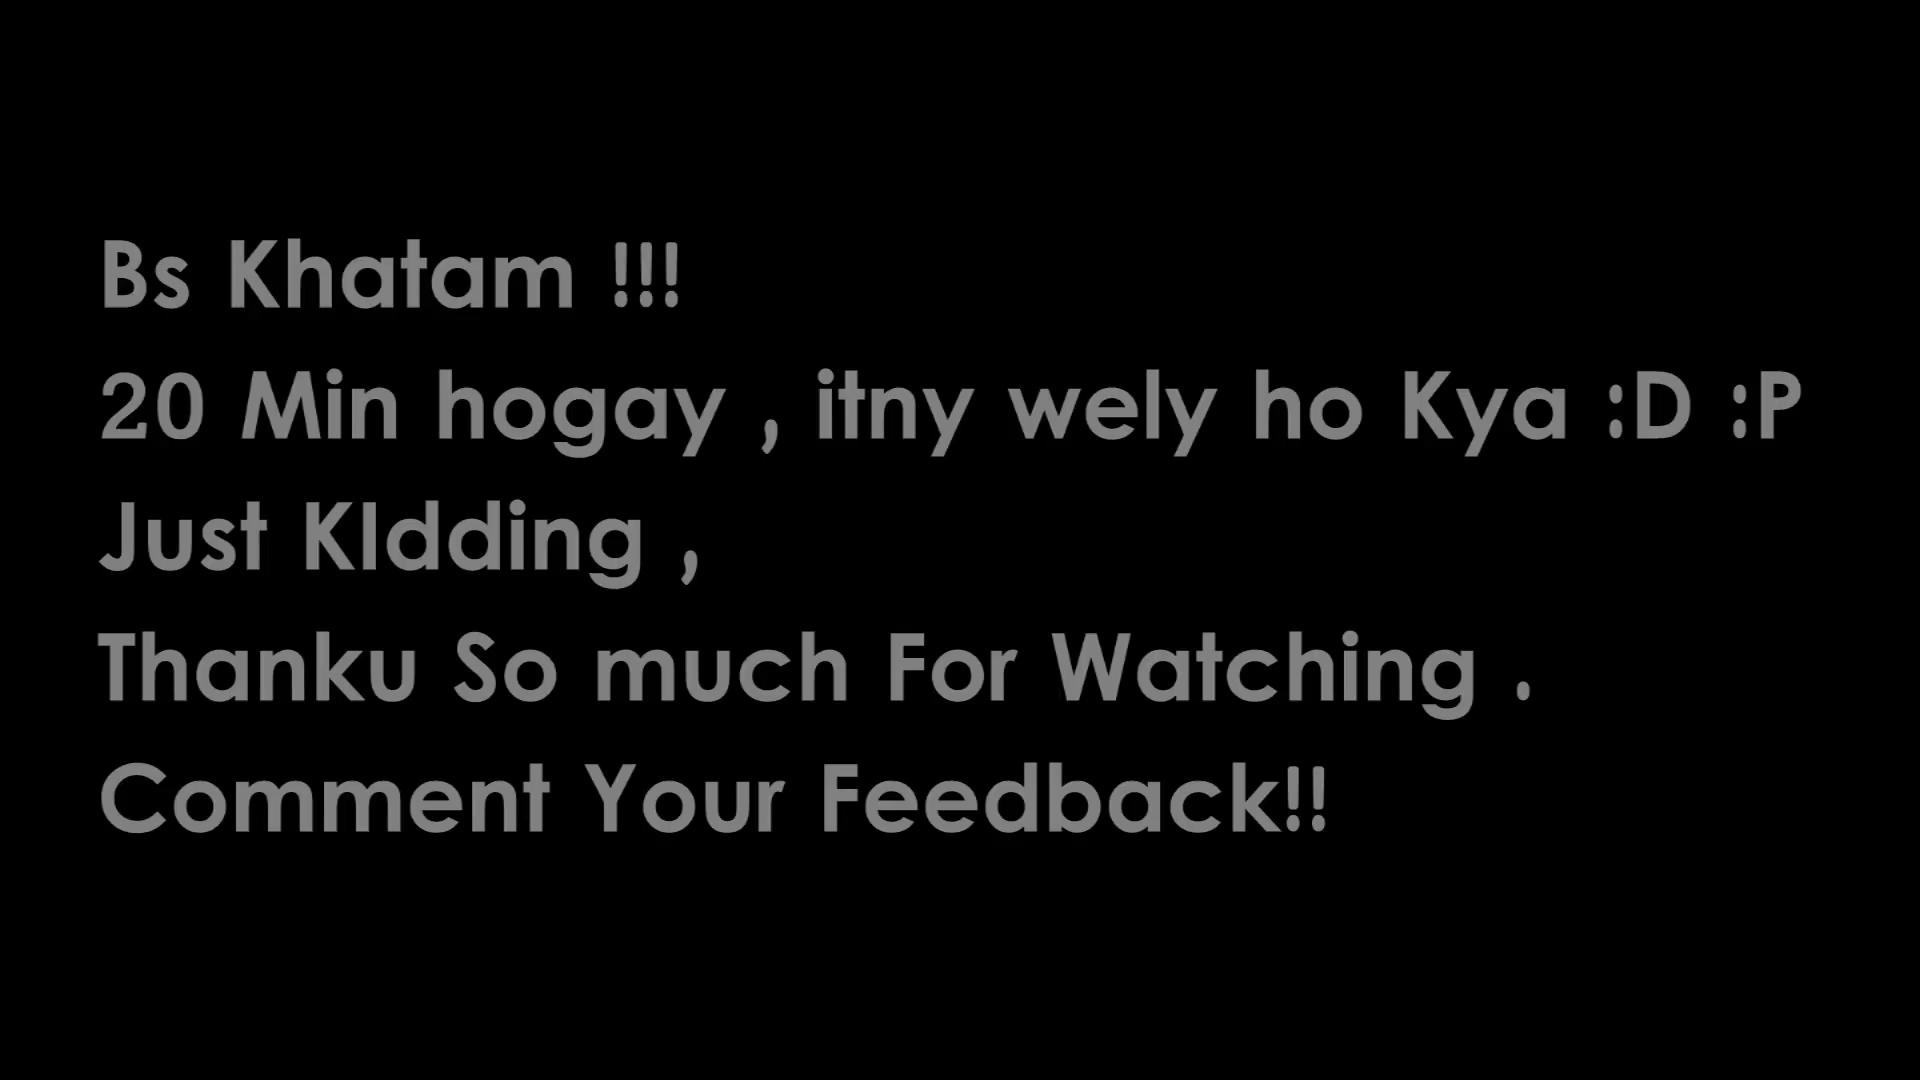 Bs Khatam !!!
20 Min hogay , itny wely ho Kya :D :P
Just KIdding ,
Thanku So much For Watching .
Comment Your Feedback!!